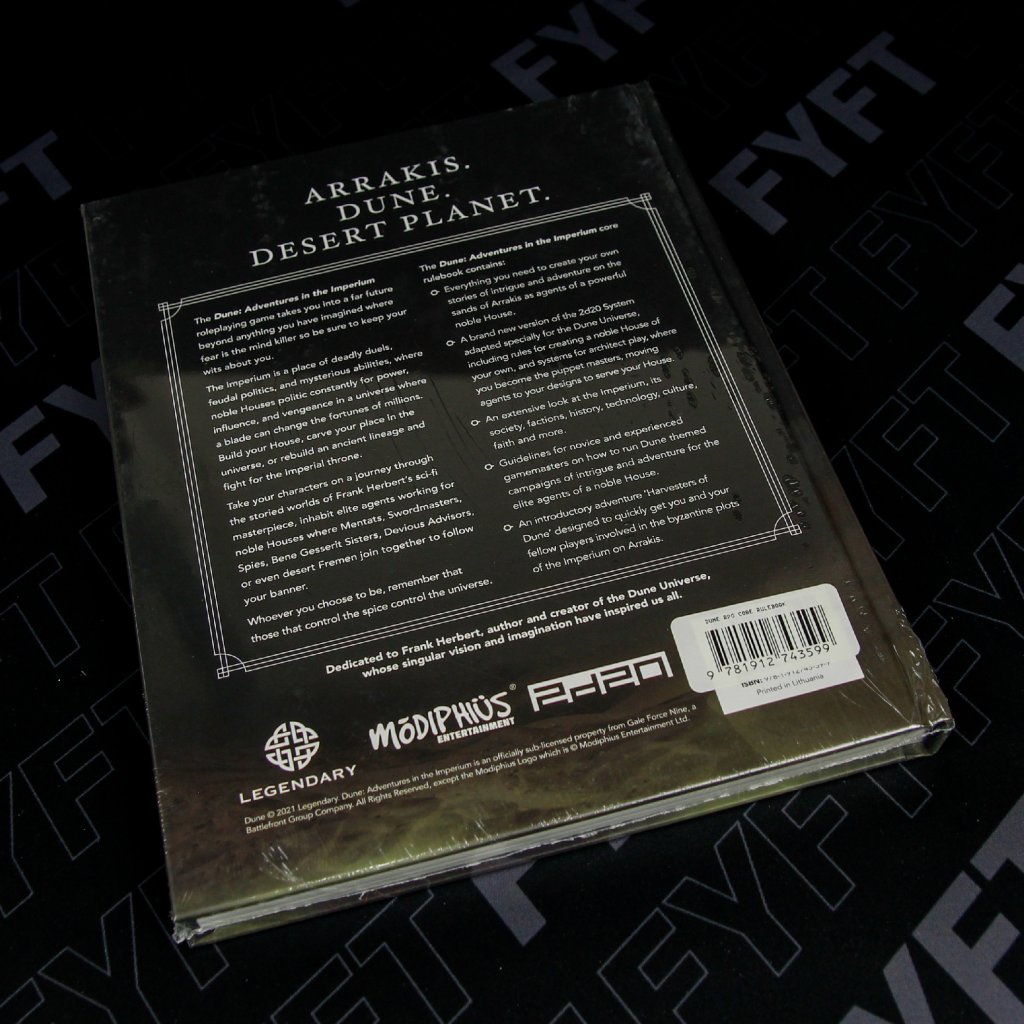 ARRAKIS.
DUNE.
DESERT PLANET.
The Dune: Adventures in the Imperium
roleplaying game takes you into a far future
beyond anything you have imagined where
fear is the mind killer so be sure to keep your
wits about you.
The Imperium is a place of deadly duels,
feudal politics, and mysterious abilities, where
noble Houses politic constantly for power,
influence, and vengeance in a universe where
a blade can change the fortunes of millions.
Build your House, carve your place in the
universe, or rebuild an ancient lineage and
fight for the Imperial throne.
Take your characters on a journey through
the storied worlds of Frank Herbert's sci-fi
masterpiece, Inhabit elite agents working for
noble Houses where Mentats, Swordmasters,
Spies, Bene Gesserit Sisters, Devious Advisors,
or even desert Fremen join together to follow
your banner.
Whoever you choose to be, remember that
those that control the spice control the universe.
The Dune: Adventures in the Imperium core
rulebook contains:
Everything you need to create your own
stories of intrigue and adventure on the
sands of Arrakis as agents of a powerful
noble House.
A brand new version of the 2d20 System
adapted specially for the Dune Universe,
including rules for creating a noble House of
your own, and systems for architect play, where
you become the puppet masters, moving
agents to your designs to serve your House.
An extensive look at the Imperium, its
society, factions, history, technology, culture,
faith and more.
Guidelines for novice and experienced
gamemasters on how to run Dune themed
campaigns of intrigue and adventure for the
elite agents of a noble House.
An introductory adventure 'Harvesters of
Dune' designed to quickly get you and your
fellow players involved in the byzantine plots
of the Imperium on Arrakis.
Dedicated to Frank Herbert, author and creator of the Dune Universe,
whose singular vision and imagination have inspired us all.
LEGENDARY
MŌDIPHIÜS®
ENTERTAINMENT
2d20
DUNE RPG CORE RULEBOOK
9 781912 743599
ISBN: 978-1-912743-59-9
Printed in Lithuania
Dune © 2021 Legendary. Dune: Adventures in the Imperium is an officially sub-licensed property from Gale Force Nine, a
Battlefront Group Company. All Rights Reserved, except the Modiphius Logo which is © Modiphius Entertainment Ltd.
FYFT
FYFT
FYFT
FYFT